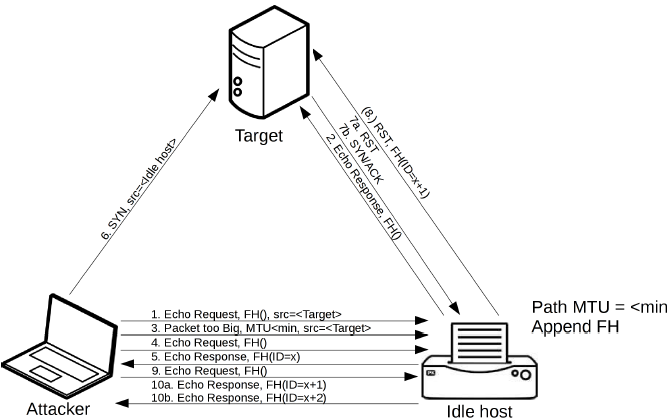 Target
(8.) RST, FH(ID=x+1)
7a. RST
7b. SYN/ACK
2. Echo Response, FH()
6. SYN, src=<Idle host>
1. Echo Request, FH(), src=<Target>
3. Packet too Big, MTU<min, src=<Target>
4. Echo Request, FH()
5. Echo Response, FH(ID=x)
9. Echo Request, FH()
10a. Echo Response, FH(ID=x+1)
10b. Echo Response, FH(ID=x+2)
Path MTU = <min
Append FH
Attacker
Idle host